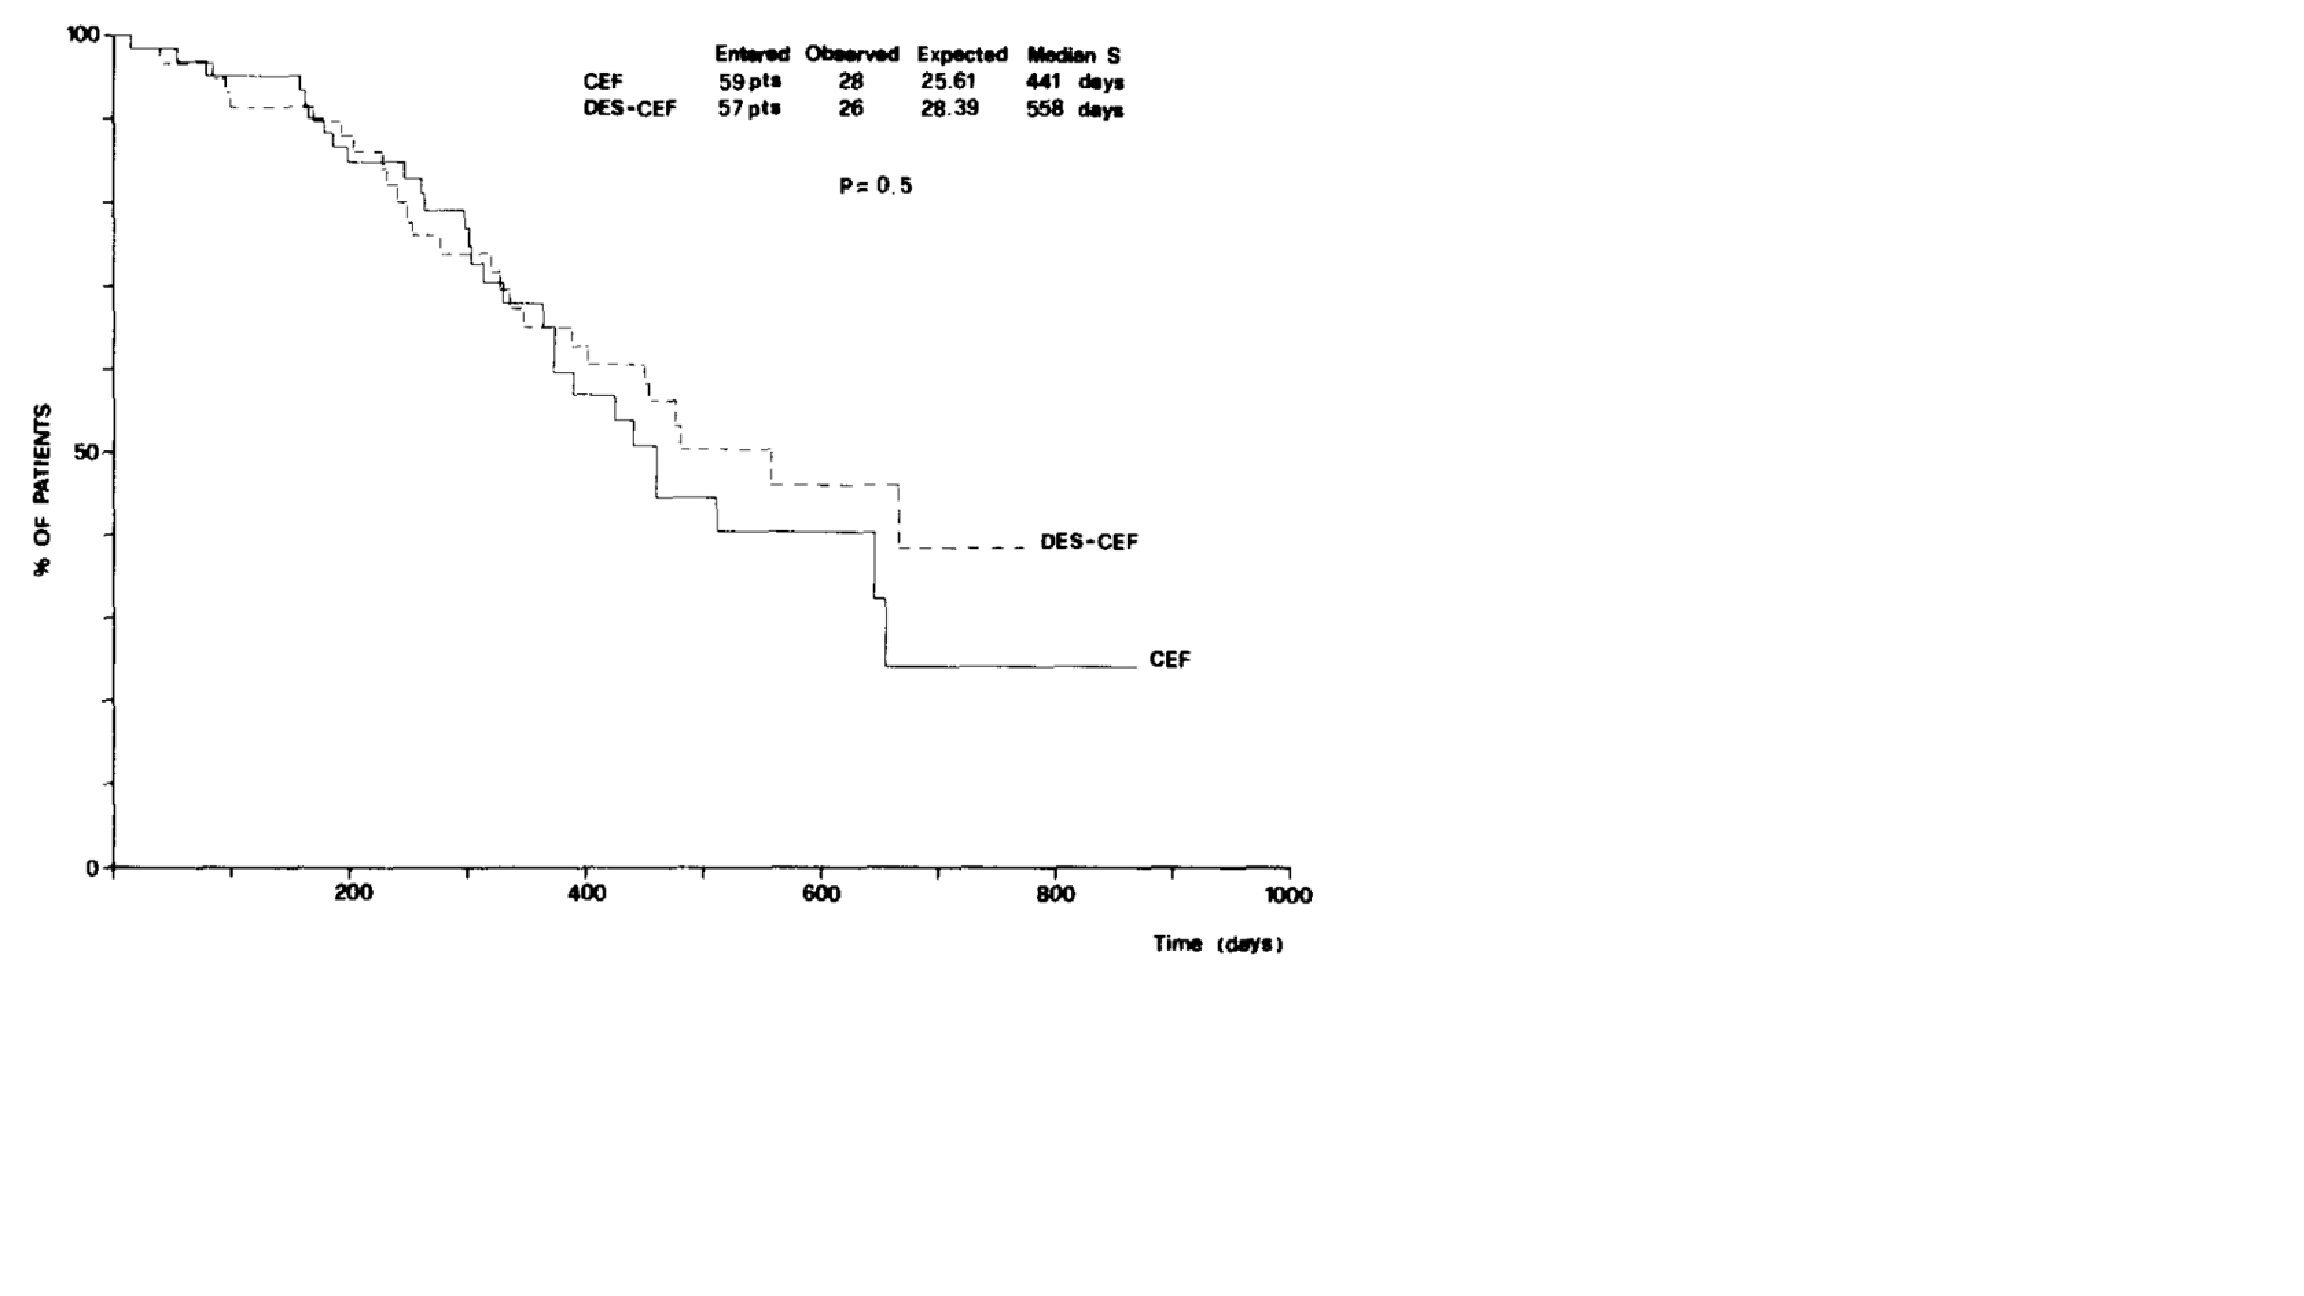 100
Entered Observed Expected Median S
CEF 59 pts 28 25.61 441 days
DES-CEF 57 pts 26 28.39 558 days
P = 0.5
% OF PATIENTS
50
DES-CEF
CEF
0
200 400 600 800 1000
Time (days)